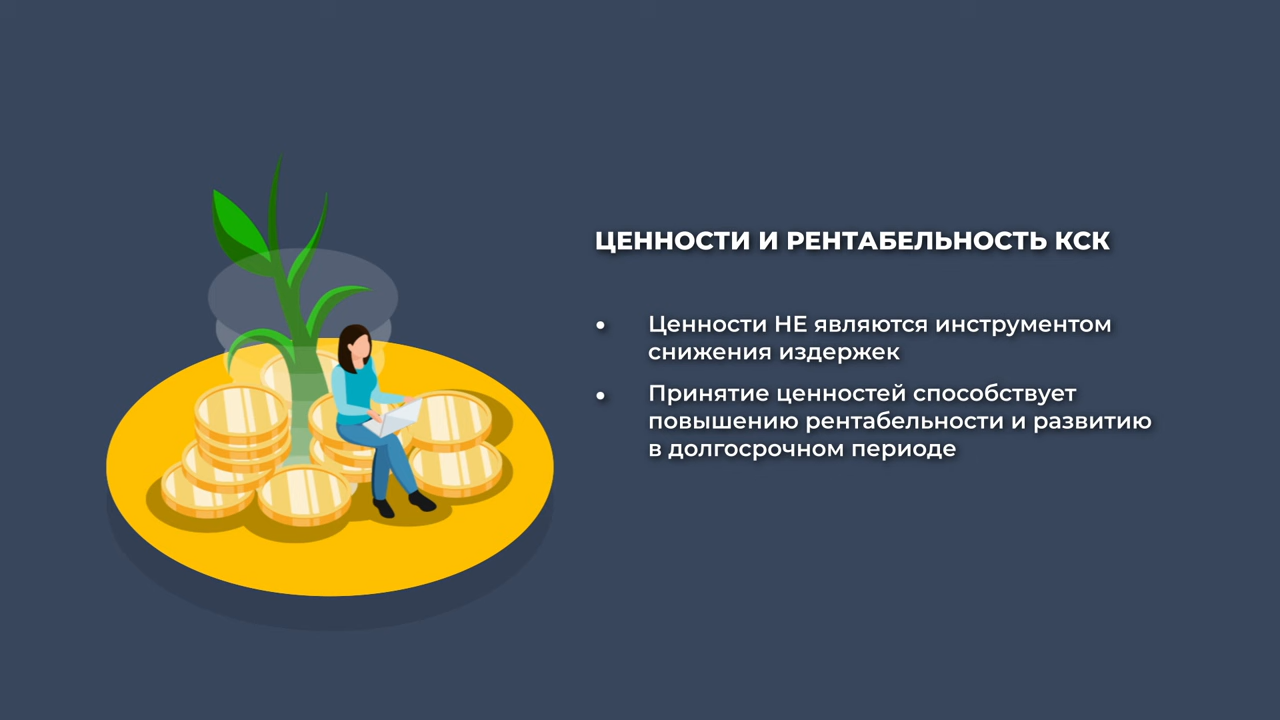 ЦЕННОСТИ И РЕНТАБЕЛЬНОСТЬ КСК
• Ценности НЕ являются инструментом
снижения издержек
• Принятие ценностей способствует
повышению рентабельности и развитию
в долгосрочном периоде